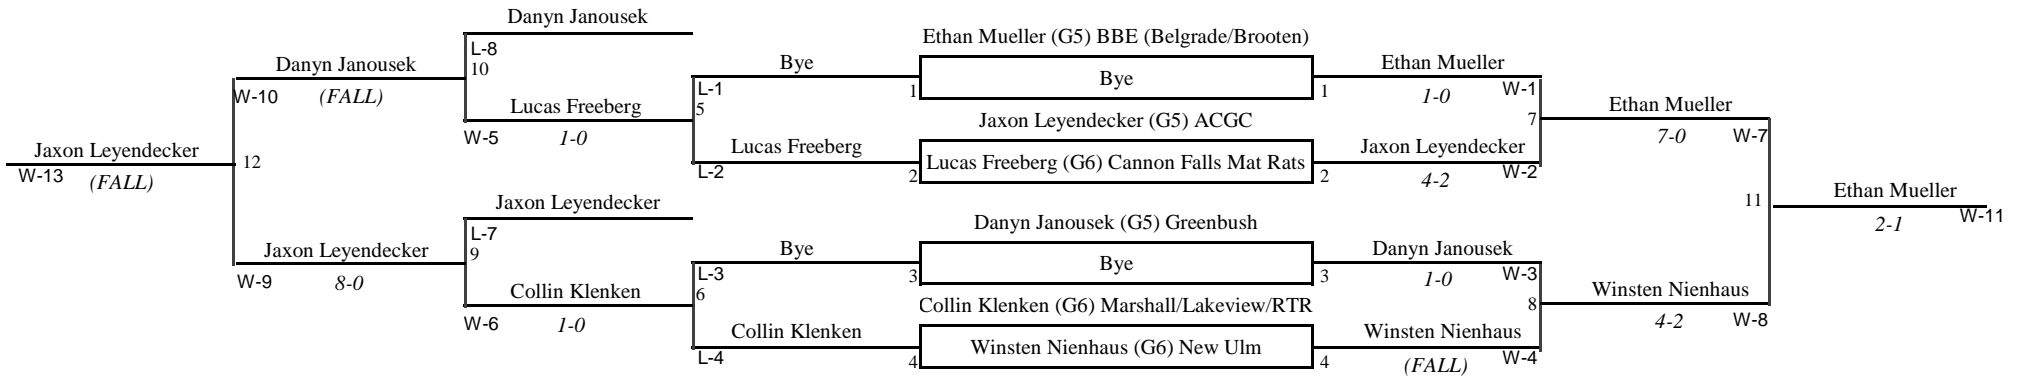 Danyn Janousek
L-8
10
Danyn Janousek
W-10
(FALL)
Lucas Freeberg
W-5
1-0
Jaxon Leyendecker
W-13
(FALL)
12
Jaxon Leyendecker
L-7
9
Jaxon Leyendecker
W-9
8-0
Collin Klenken
W-6
1-0
Bye
L-1
5
1
Lucas Freeberg
L-2
2
Bye
L-3
6
3
Collin Klenken
L-4
4
Ethan Mueller (G5) BBE (Belgrade/Brooten)
Bye
Jaxon Leyendecker (G5) ACGC
Lucas Freeberg (G6) Cannon Falls Mat Rats
Danyn Janousek (G5) Greenbush
Bye
Collin Klenken (G6) Marshall/Lakeview/RTR
Winsten Nienhaus (G6) New Ulm
Ethan Mueller
1
1-0
W-1
7
Jaxon Leyendecker
2
4-2
W-2
Danyn Janousek
3
1-0
W-3
8
Winsten Nienhaus
4
(FALL)
W-4
Ethan Mueller
7-0
W-7
11
Winsten Nienhaus
4-2
W-8
Ethan Mueller
2-1
W-11